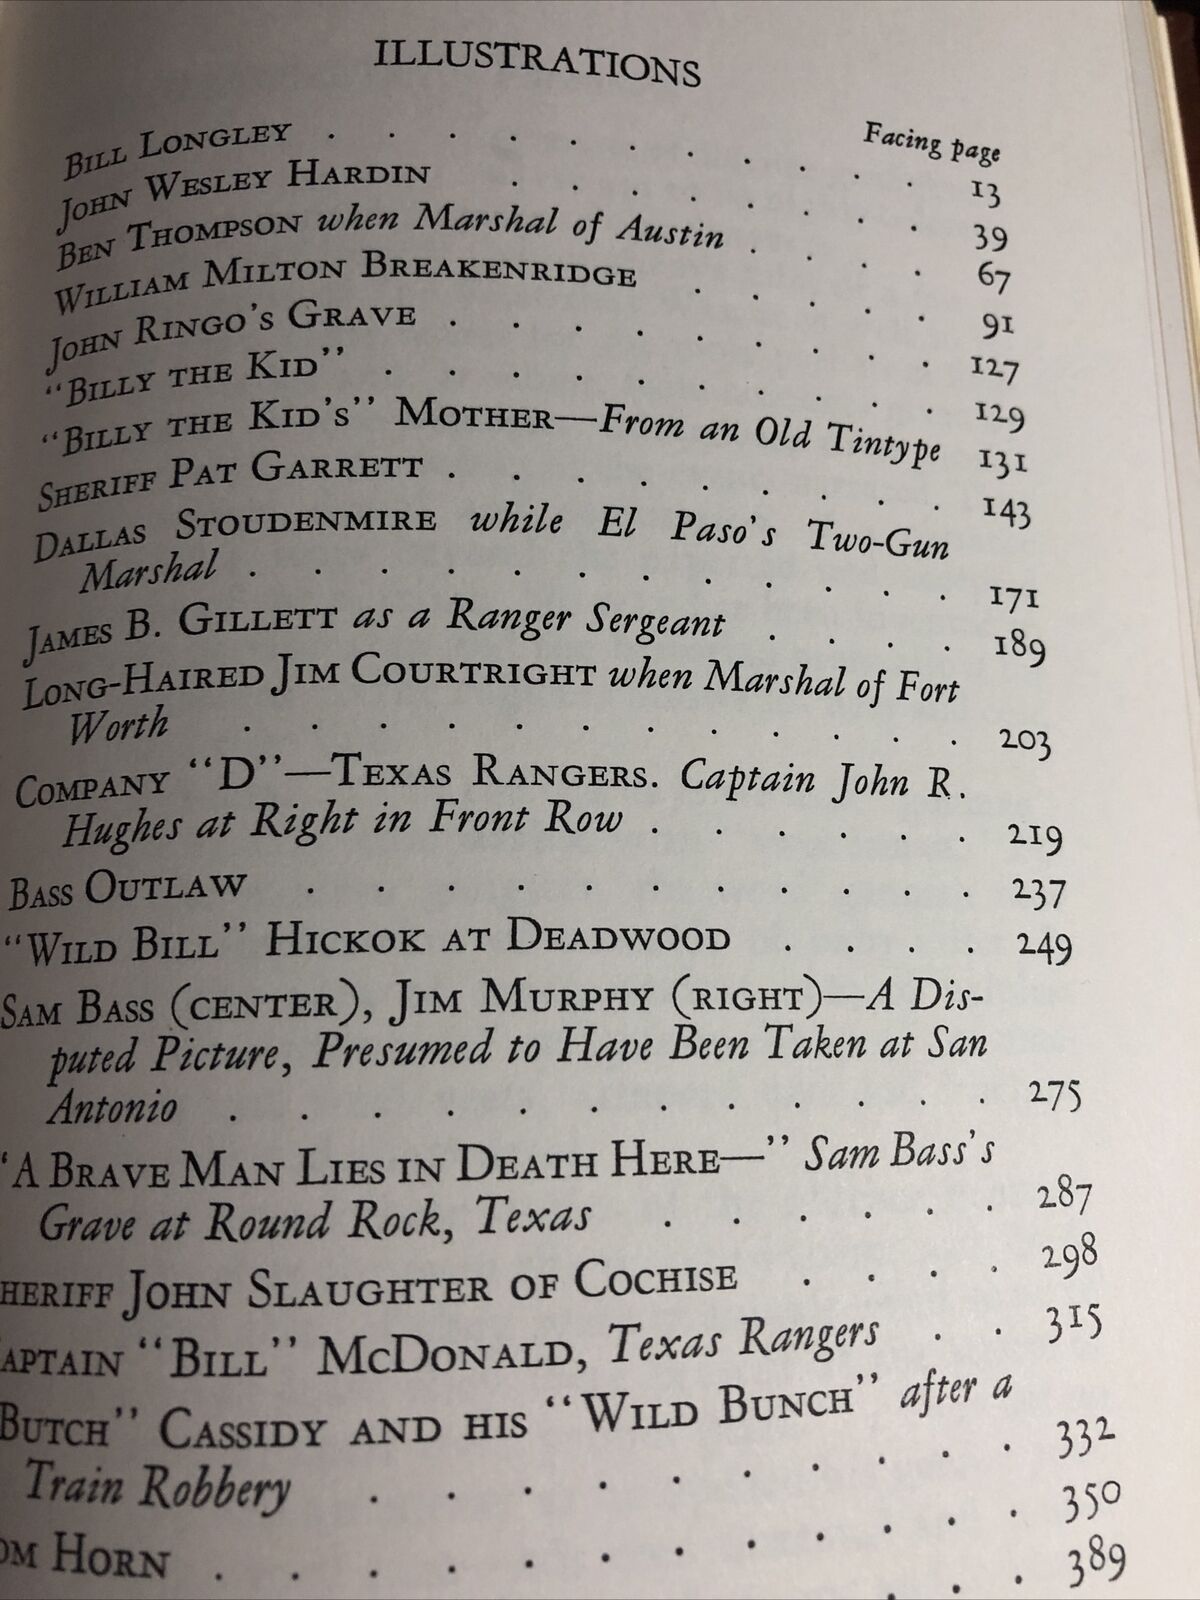 ILLUSTRATIONS
Facing page
BILL LONGLEY . . . . . . . . . . 13
JOHN WESLEY HARDIN . . . . . . . 39
BEN THOMPSON when Marshal of Austin . . . . 67
WILLIAM MILTON BREAKENRIDGE . . . . . 91
JOHN RINGO'S GRAVE . . . . . . . . 127
“BILLY THE KID” . . . . . . . . . 129
“BILLY THE KID'S” MOTHER—From an Old Tintype 131
SHERIFF PAT GARRETT . . . . . . . . 143
DALLAS STOUDENMIRE while El Paso's Two-Gun
Marshal . . . . . . . . . . . . 171
JAMES B. GILLETT as a Ranger Sergeant . . . . 189
LONG-HAIRED JIM COURTRIGHT when Marshal of Fort
Worth . . . . . . . . . . . 203
COMPANY “D”—TEXAS RANGERS. Captain John R.
Hughes at Right in Front Row . . . . . . 219
BASS OUTLAW . . . . . . . . . . . 237
“WILD BILL” HICKOK AT DEADWOOD . . . . 249
SAM BASS (CENTER), JIM MURPHY (RIGHT)—A Dis-
puted Picture, Presumed to Have Been Taken at San
Antonio . . . . . . . . . . . 275
‘A BRAVE MAN LIES IN DEATH HERE—” Sam Bass's
Grave at Round Rock, Texas . . . . . . 287
HERIFF JOHN SLAUGHTER OF COCHISE . . . . 298
APTAIN “BILL” MCDONALD, Texas Rangers . . 315
BUTCH” CASSIDY AND HIS “WILD BUNCH” after a
Train Robbery . . . . . . . . . 332
OM HORN . . . . . . . . . . . 350
. . . 389